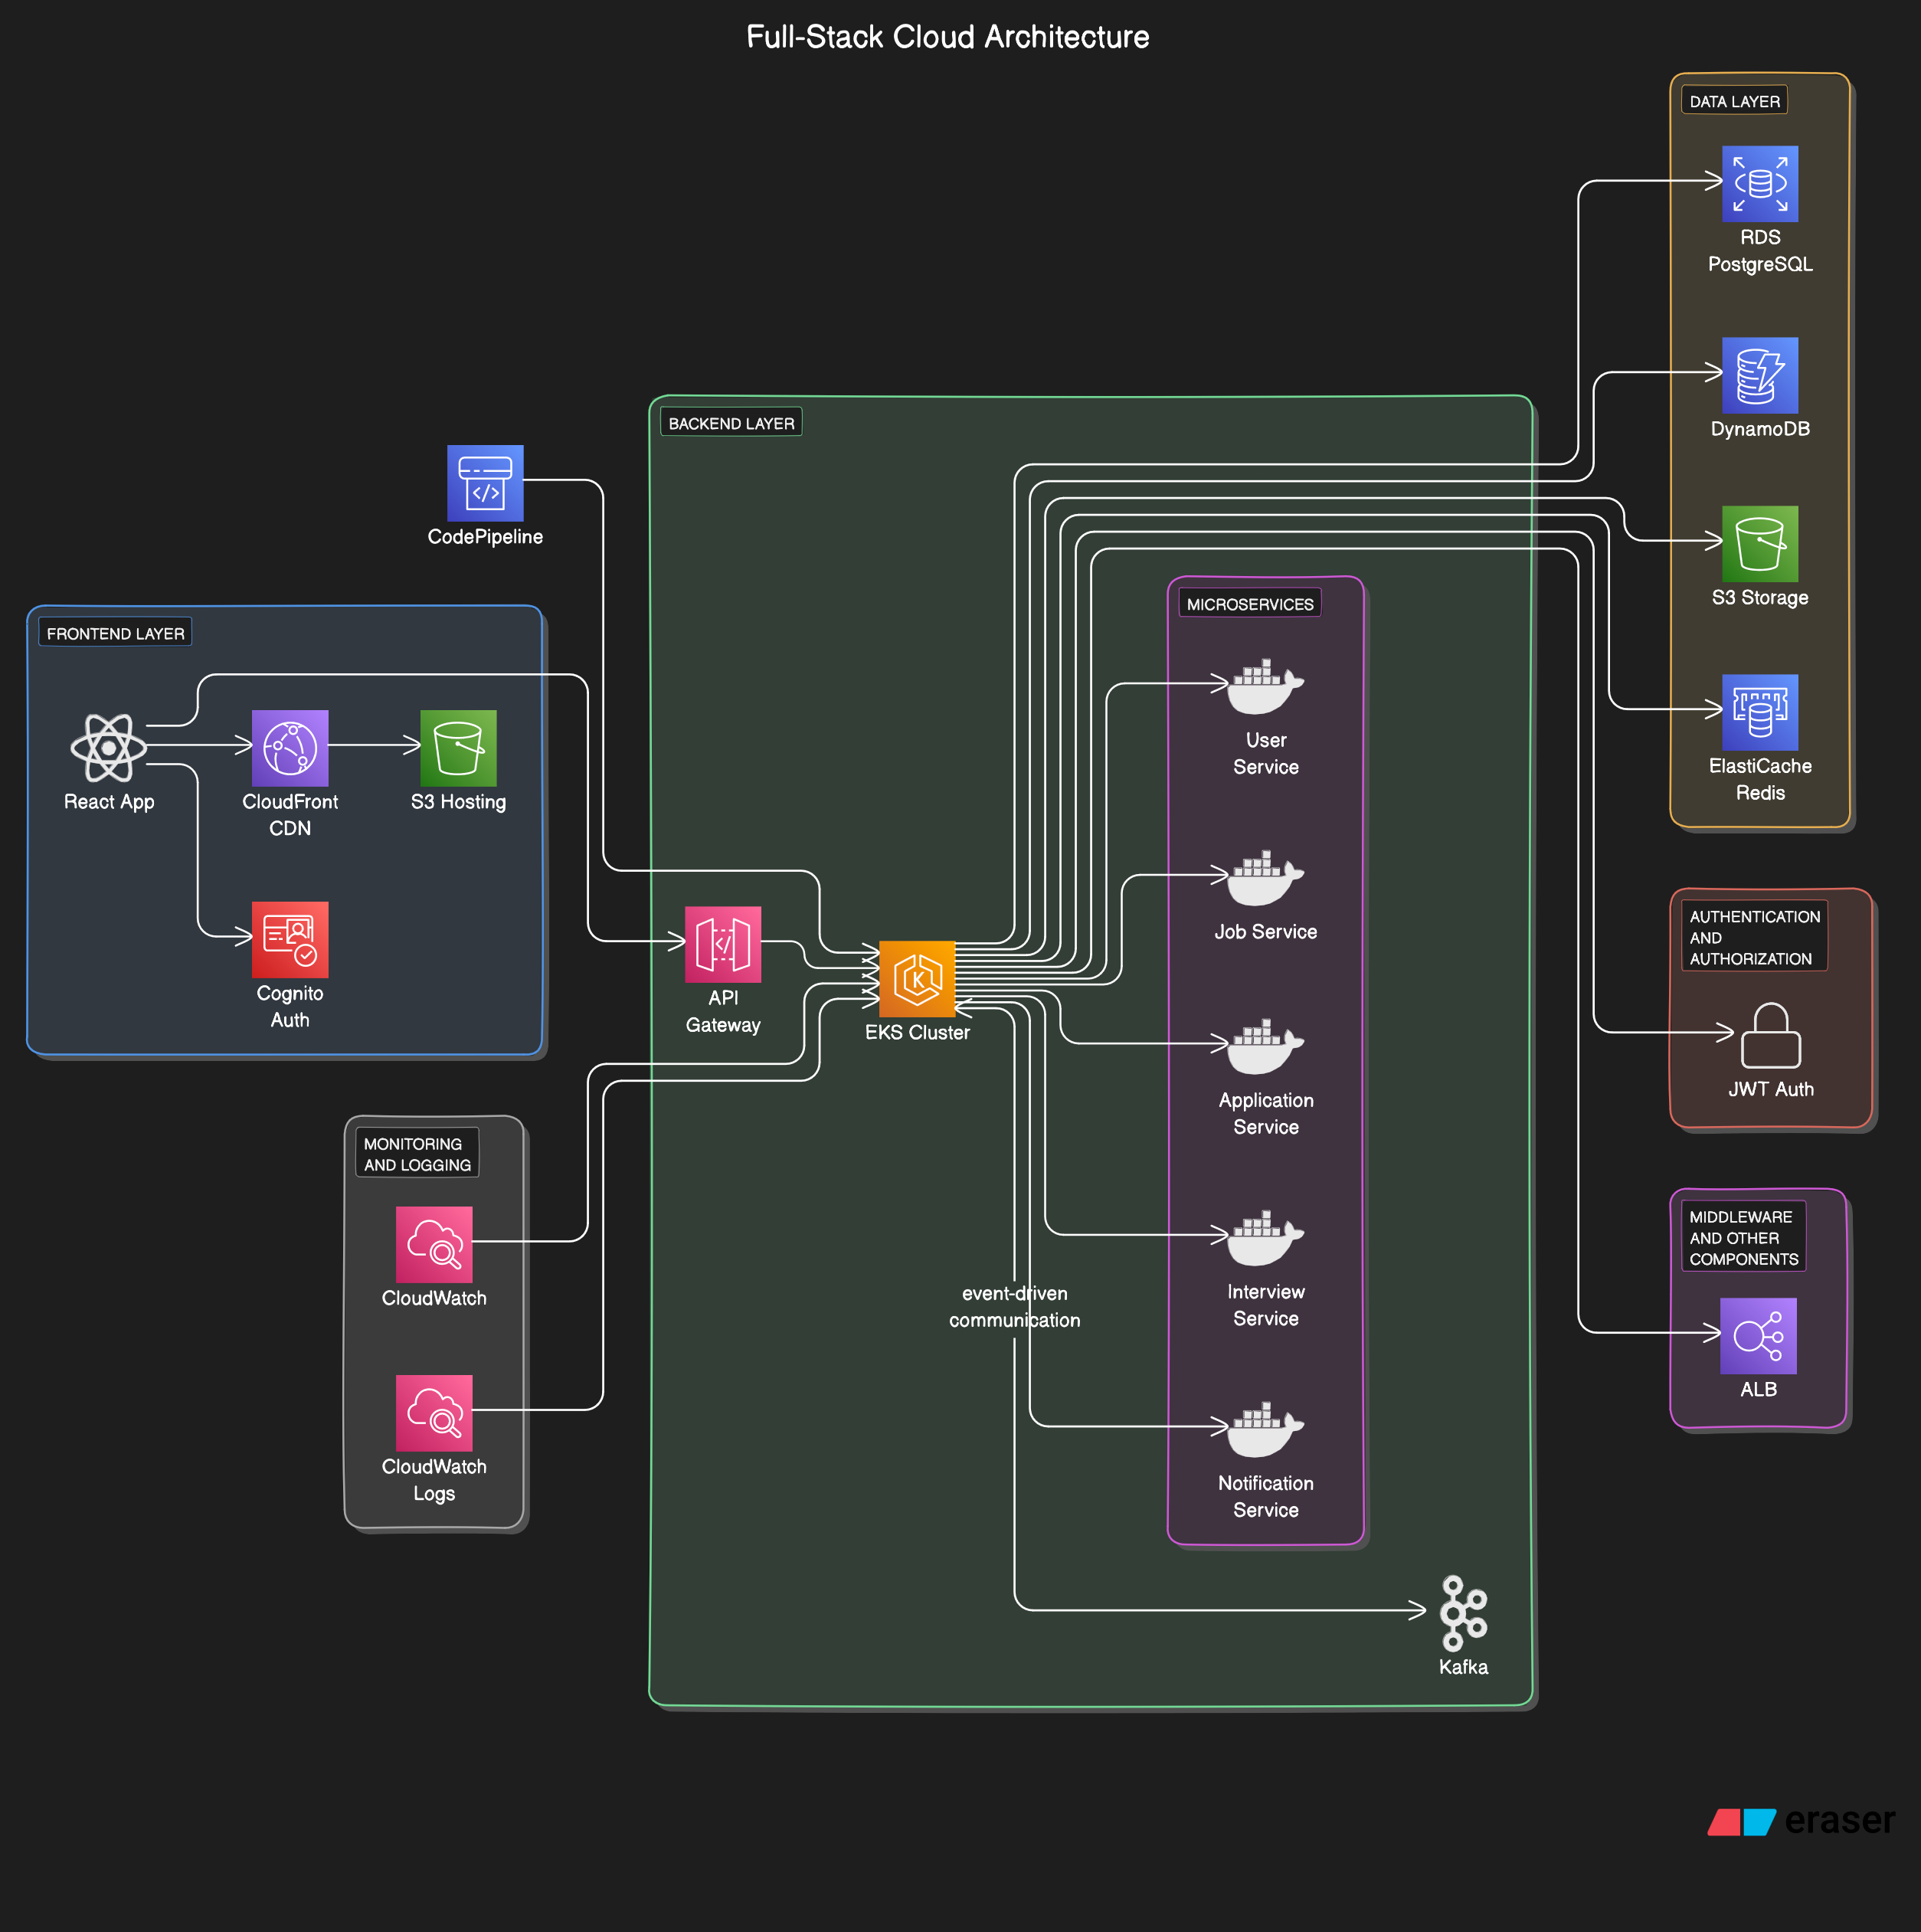 Full-Stack Cloud Architecture
DATA LAYER
RDS
PostgreSQL
DynamoDB
S3 Storage
ElastiCache
Redis
BACKEND LAYER
CodePipeline
MICROSERVICES
User
Service
Job Service
Application
Service
Interview
Service
Notification
Service
FRONTEND LAYER
React App
CloudFront
CDN
S3 Hosting
Cognito
Auth
API
Gateway
EKS Cluster
AUTHENTICATION
AND
AUTHORIZATION
JWT Auth
MONITORING
AND LOGGING
CloudWatch
CloudWatch
Logs
event-driven
communication
MIDDLEWARE
AND OTHER
COMPONENTS
ALB
Kafka
eraser